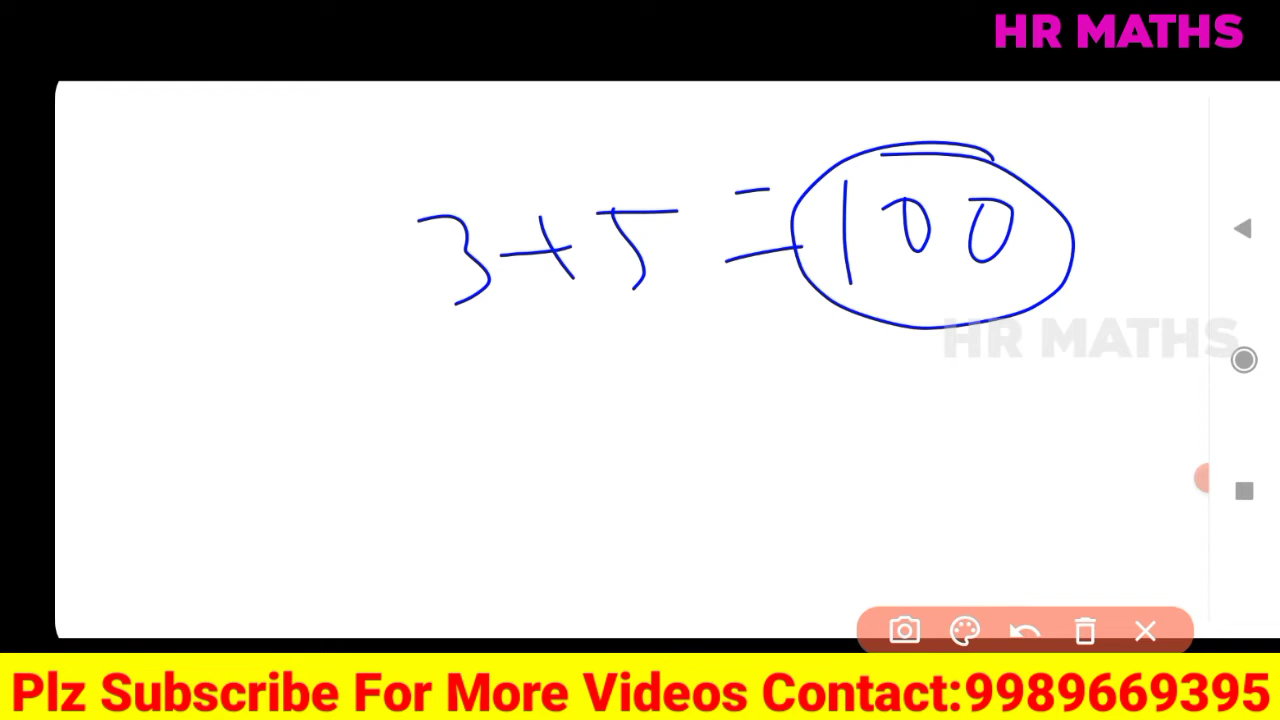 HR MATHS
3+5 = 100
HR MATHS
Plz Subscribe For More Videos Contact:9989669395